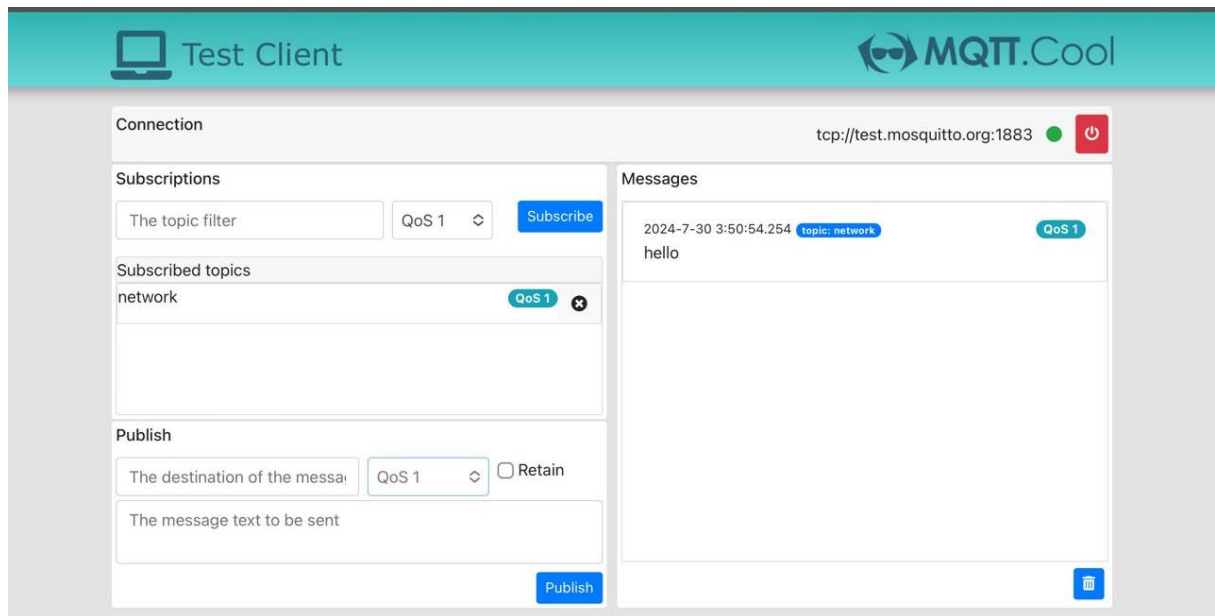 Test Client
MQTT.Cool
Connection
tcp://test.mosquitto.org:1883
Subscriptions
The topic filter
QoS 1
Subscribe
Subscribed topics
network
QoS 1
Publish
The destination of the messa
QoS 1
Retain
The message text to be sent
Publish
Messages
2024-7-30 3:50:54.254 topic: network
QoS 1
hello